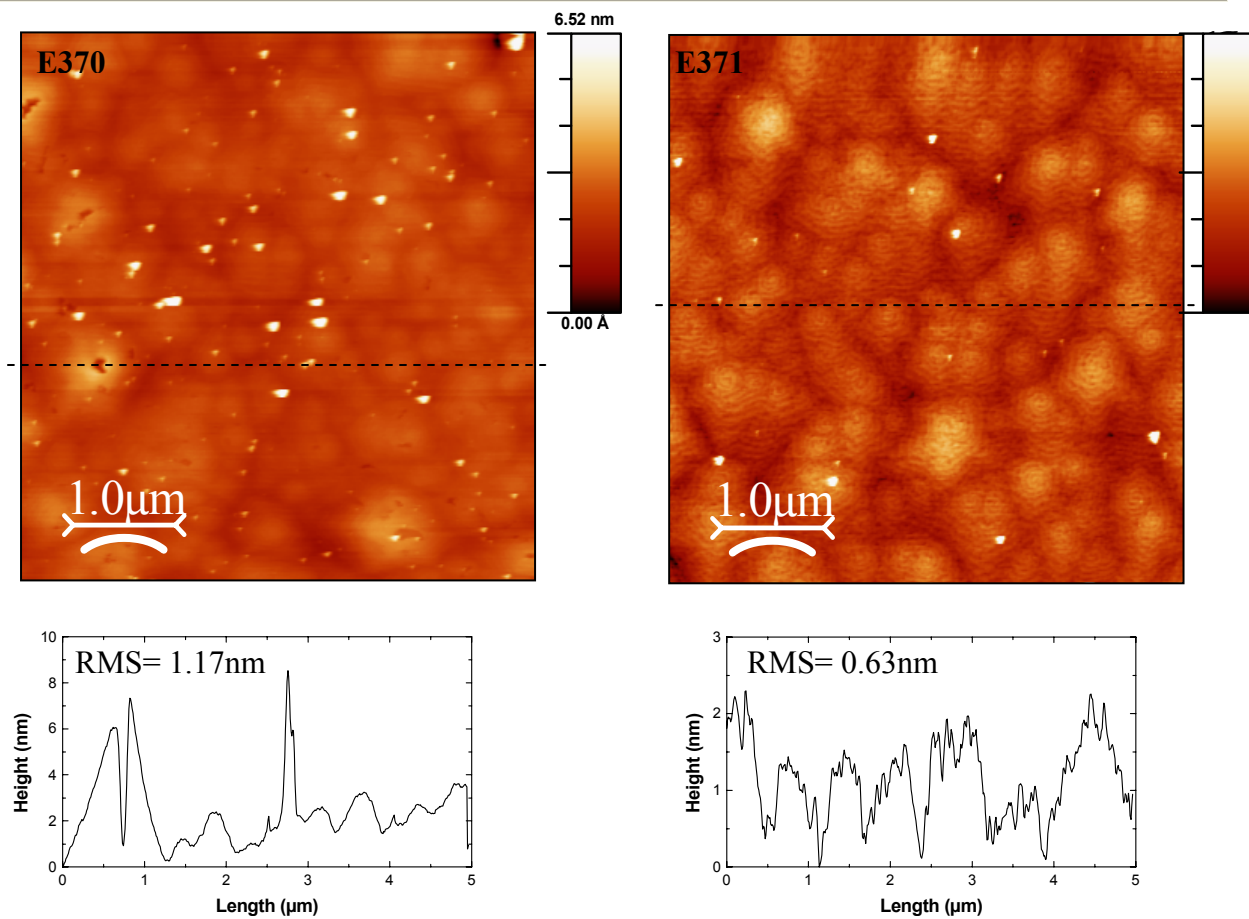 6.52 nm
E370
0.00 Å
1.0μm
E371
1.0μm
RMS= 1.17nm
10
8
6
4
2
0
Height (nm)
0 1 2 3 4 5
Length (μm)
RMS= 0.63nm
3
2
1
0
Height (nm)
0 1 2 3 4 5
Length (μm)